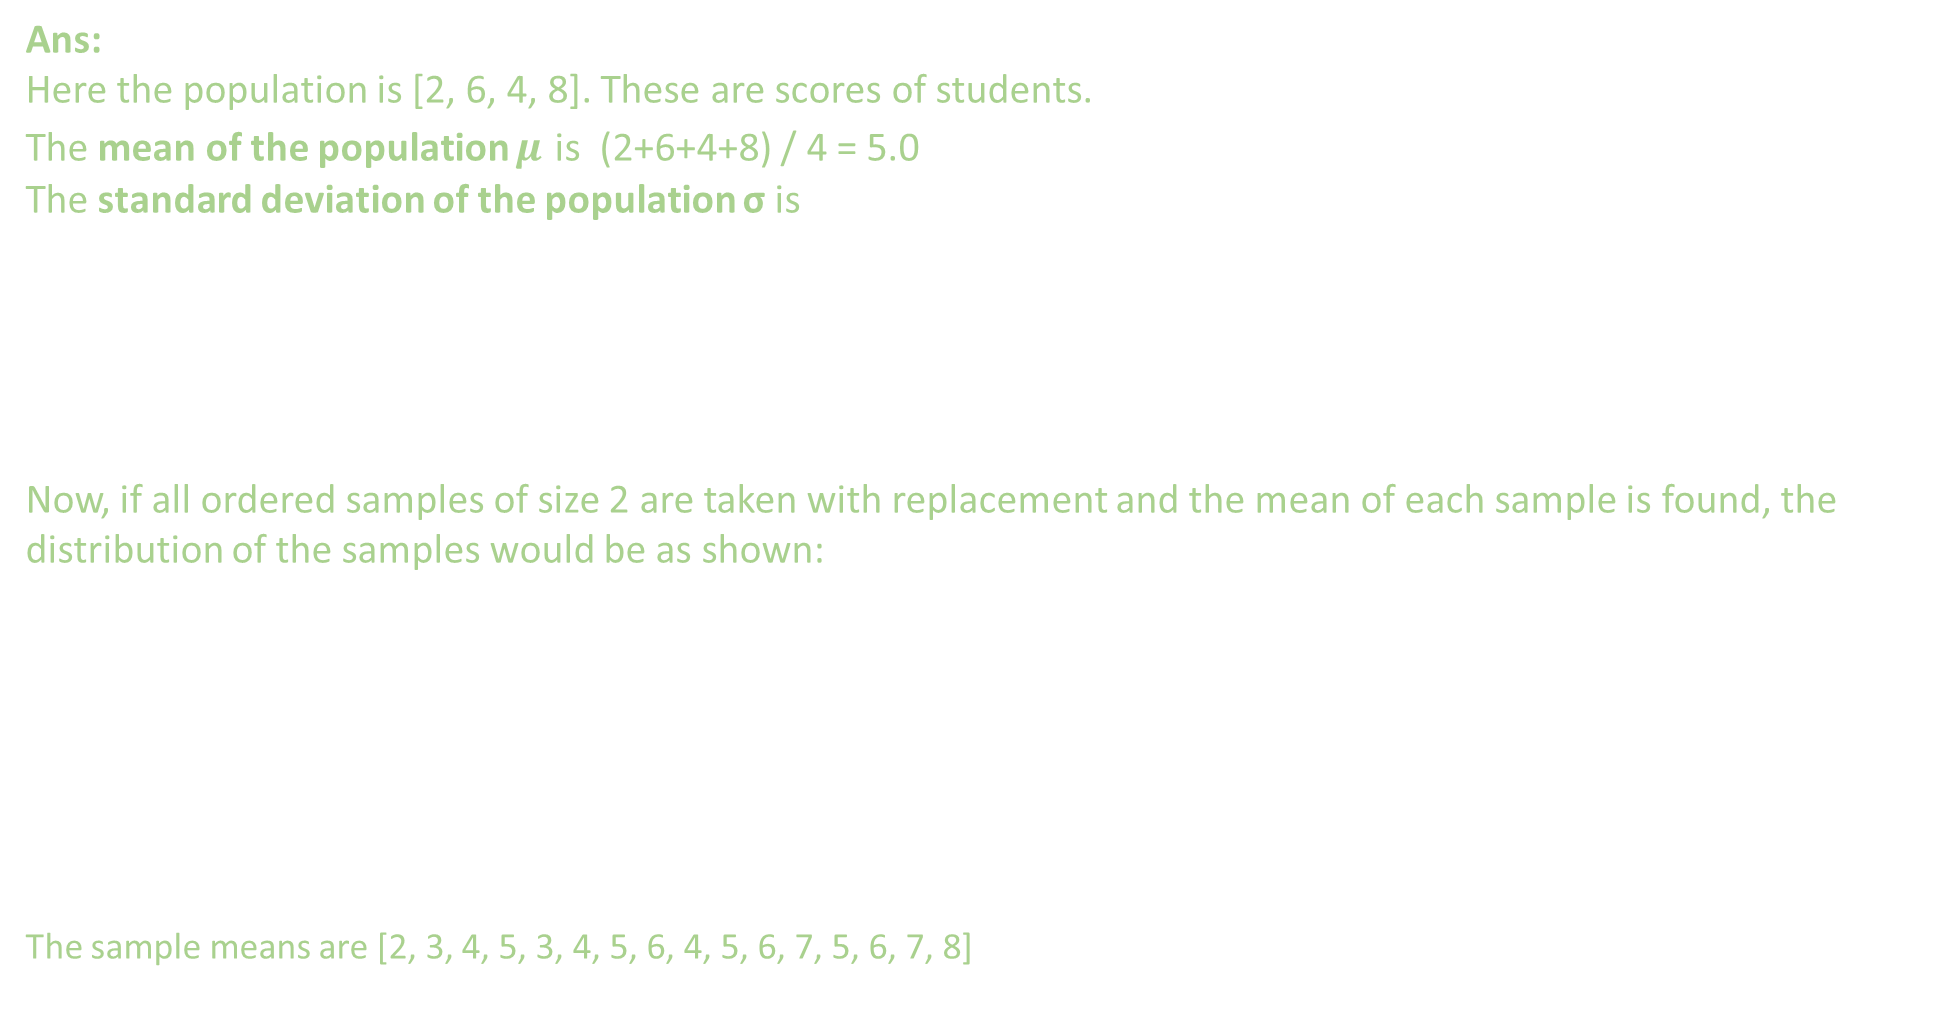 Ans:
Here the population is [2, 6, 4, 8]. These are scores of students.
The mean of the population μ is (2+6+4+8) / 4 = 5.0
The standard deviation of the population σ is
Now, if all ordered samples of size 2 are taken with replacement and the mean of each sample is found, the
distribution of the samples would be as shown:
The sample means are [2, 3, 4, 5, 3, 4, 5, 6, 4, 5, 6, 7, 5, 6, 7, 8]